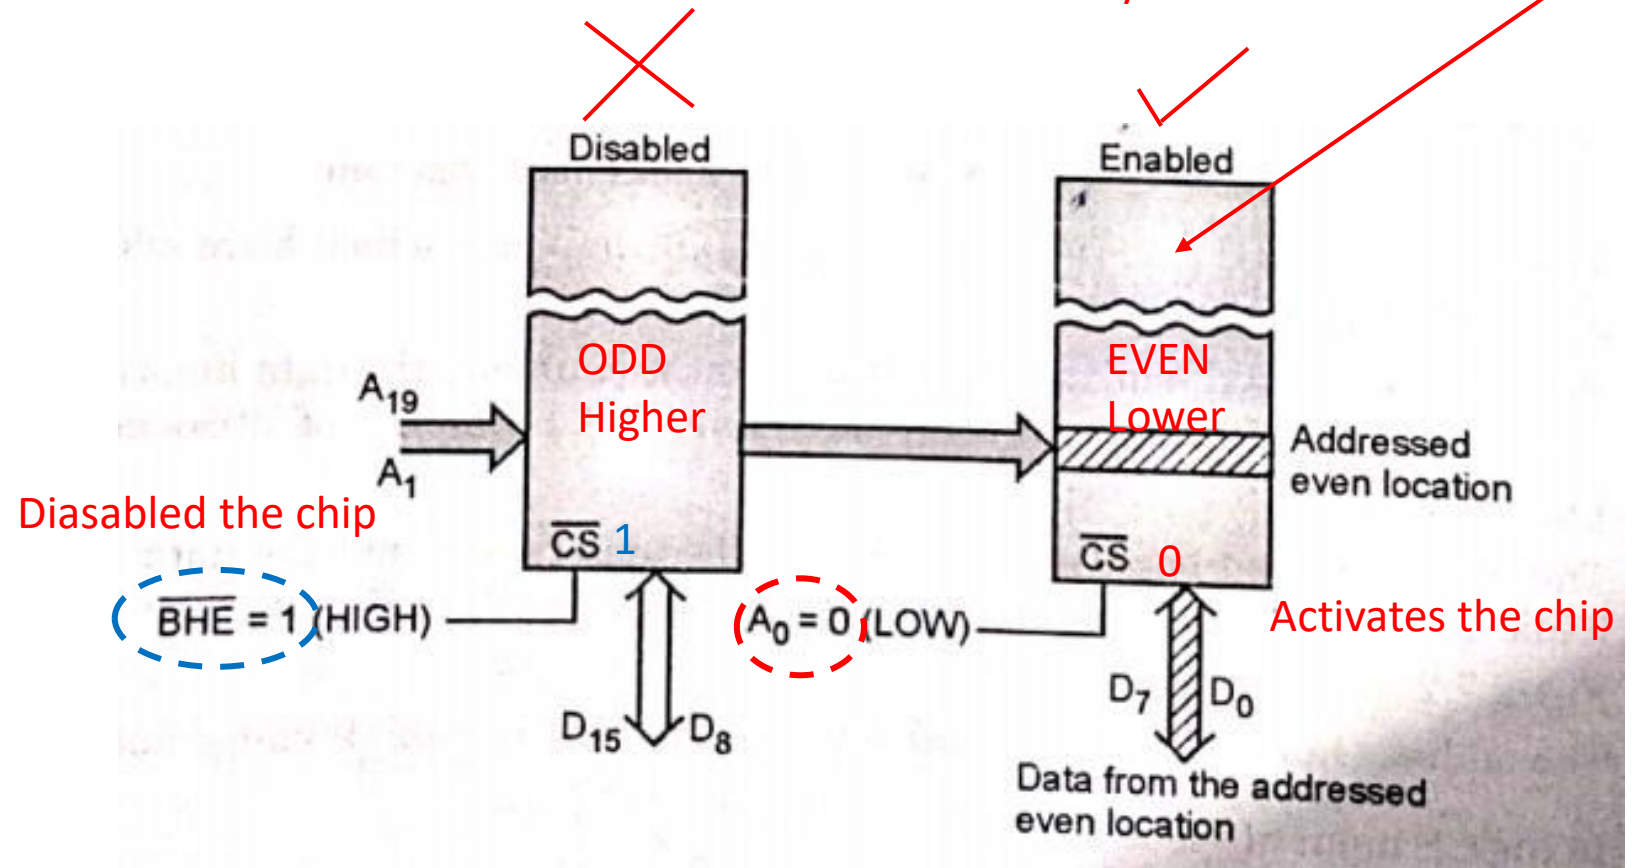 Disabled
Enabled
ODD
Higher
EVEN
Lower
A19
A1
Addressed
even location
Diasabled the chip
CS 1
CS 0
BHE = 1 (HIGH)
A0 = 0 (LOW)
Activates the chip
D15 D8
D7 D0
Data from the addressed
even location